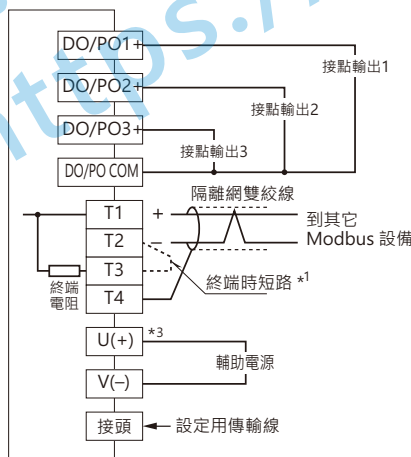 https://
DO/PO1+
接點輸出1
DO/PO2+
接點輸出2
DO/PO3+
接點輸出3
DO/PO COM
隔離網雙絞線
T1
+
到其它
Modbus 設備
T2
–
T3
終端時短路 *1
終端
電阻
T4
U(+)
*3
輔助電源
V(–)
接頭
設定用傳輸線